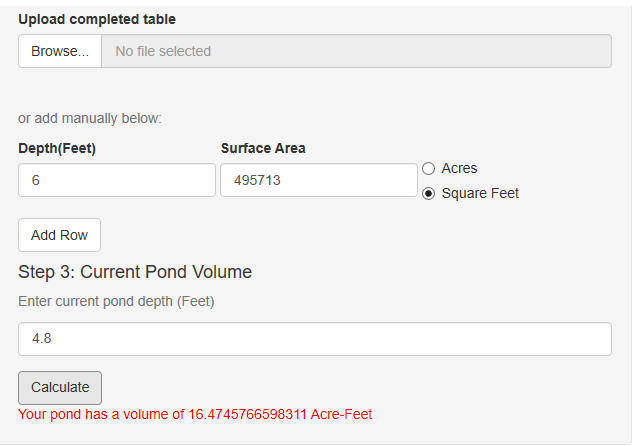 Upload completed table
Browse... No file selected
or add manually below:
Depth(Feet) Surface Area
Acres
6 495713
Square Feet
Add Row
Step 3: Current Pond Volume
Enter current pond depth (Feet)
4.8
Calculate
Your pond has a volume of 16.4745766598311 Acre-Feet